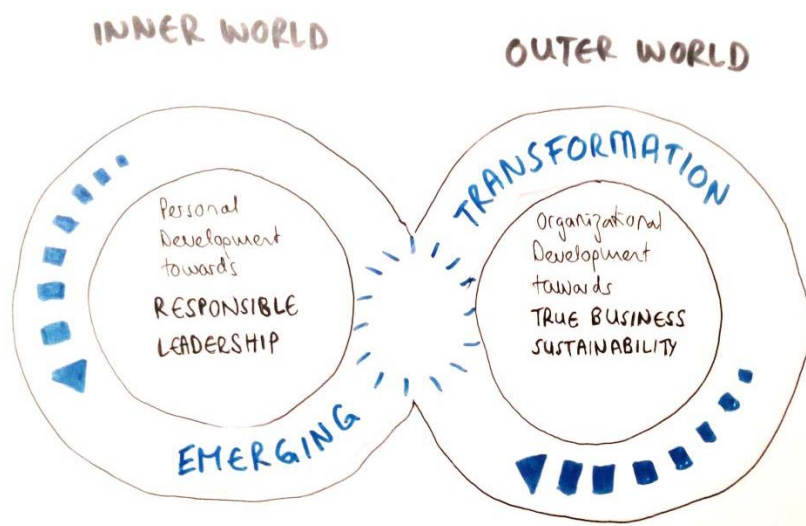 INNER WORLD
OUTER WORLD
Personal
Development
towards
RESPONSIBLE
LEADERSHIP
EMERGING
TRANSFORMATION
Organizational
Development
towards
TRUE BUSINESS
SUSTAINABILITY